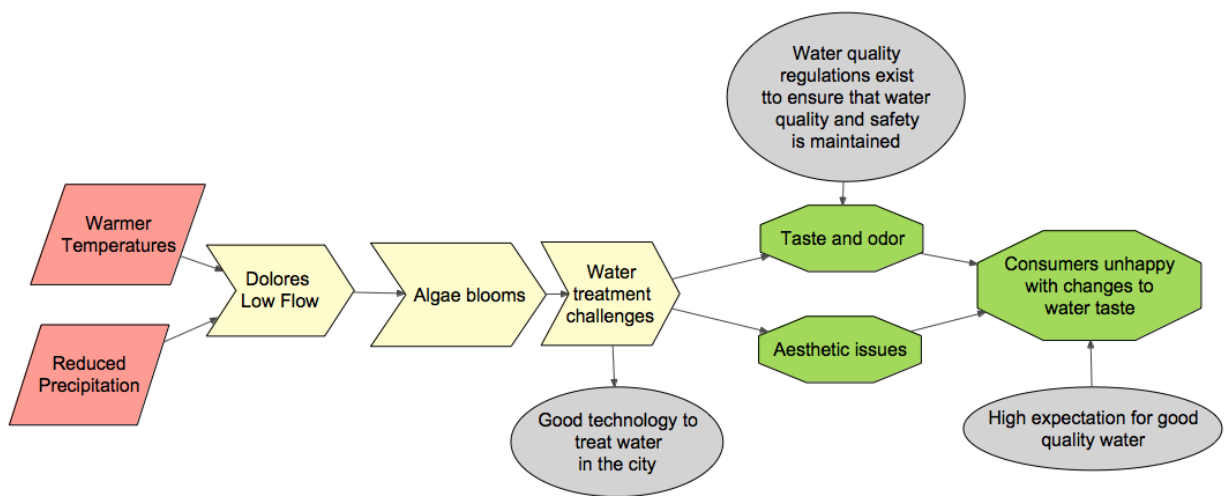 Water quality
regulations exist
tto ensure that water
quality and safety
is maintained
Warmer
Temperatures
Reduced
Precipitation
Dolores
Low Flow
Algae blooms
Water
treatment
challenges
Good technology to
treat water
in the city
Taste and odor
Aesthetic issues
Consumers unhappy
with changes to
water taste
High expectation for good
quality water